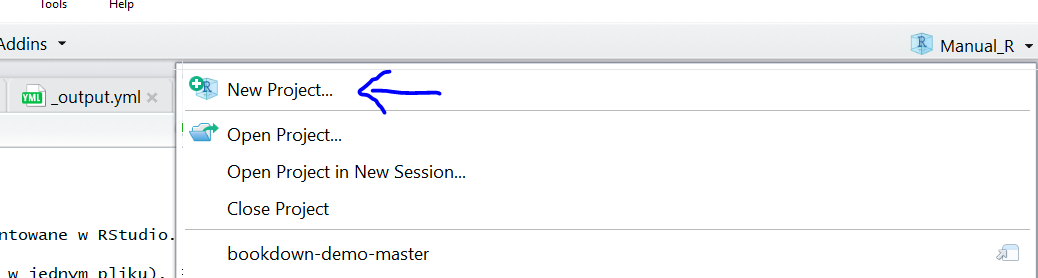 Tools Help
Addins
Manual_R
_output.yml
New Project...
Open Project...
Open Project in New Session...
Close Project
ntowane w RStudio.
bookdown-demo-master
w jednym pliku).